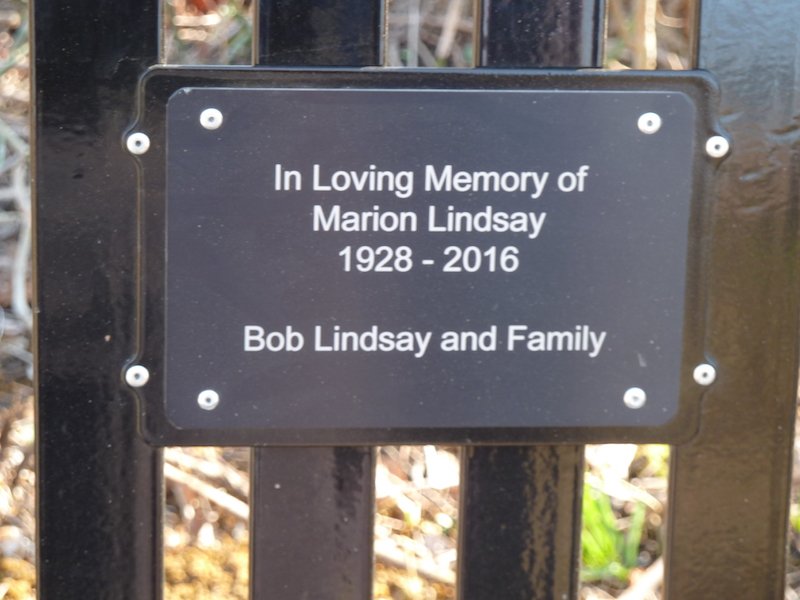 In Loving Memory of
Marion Lindsay
1928 - 2016
Bob Lindsay and Family